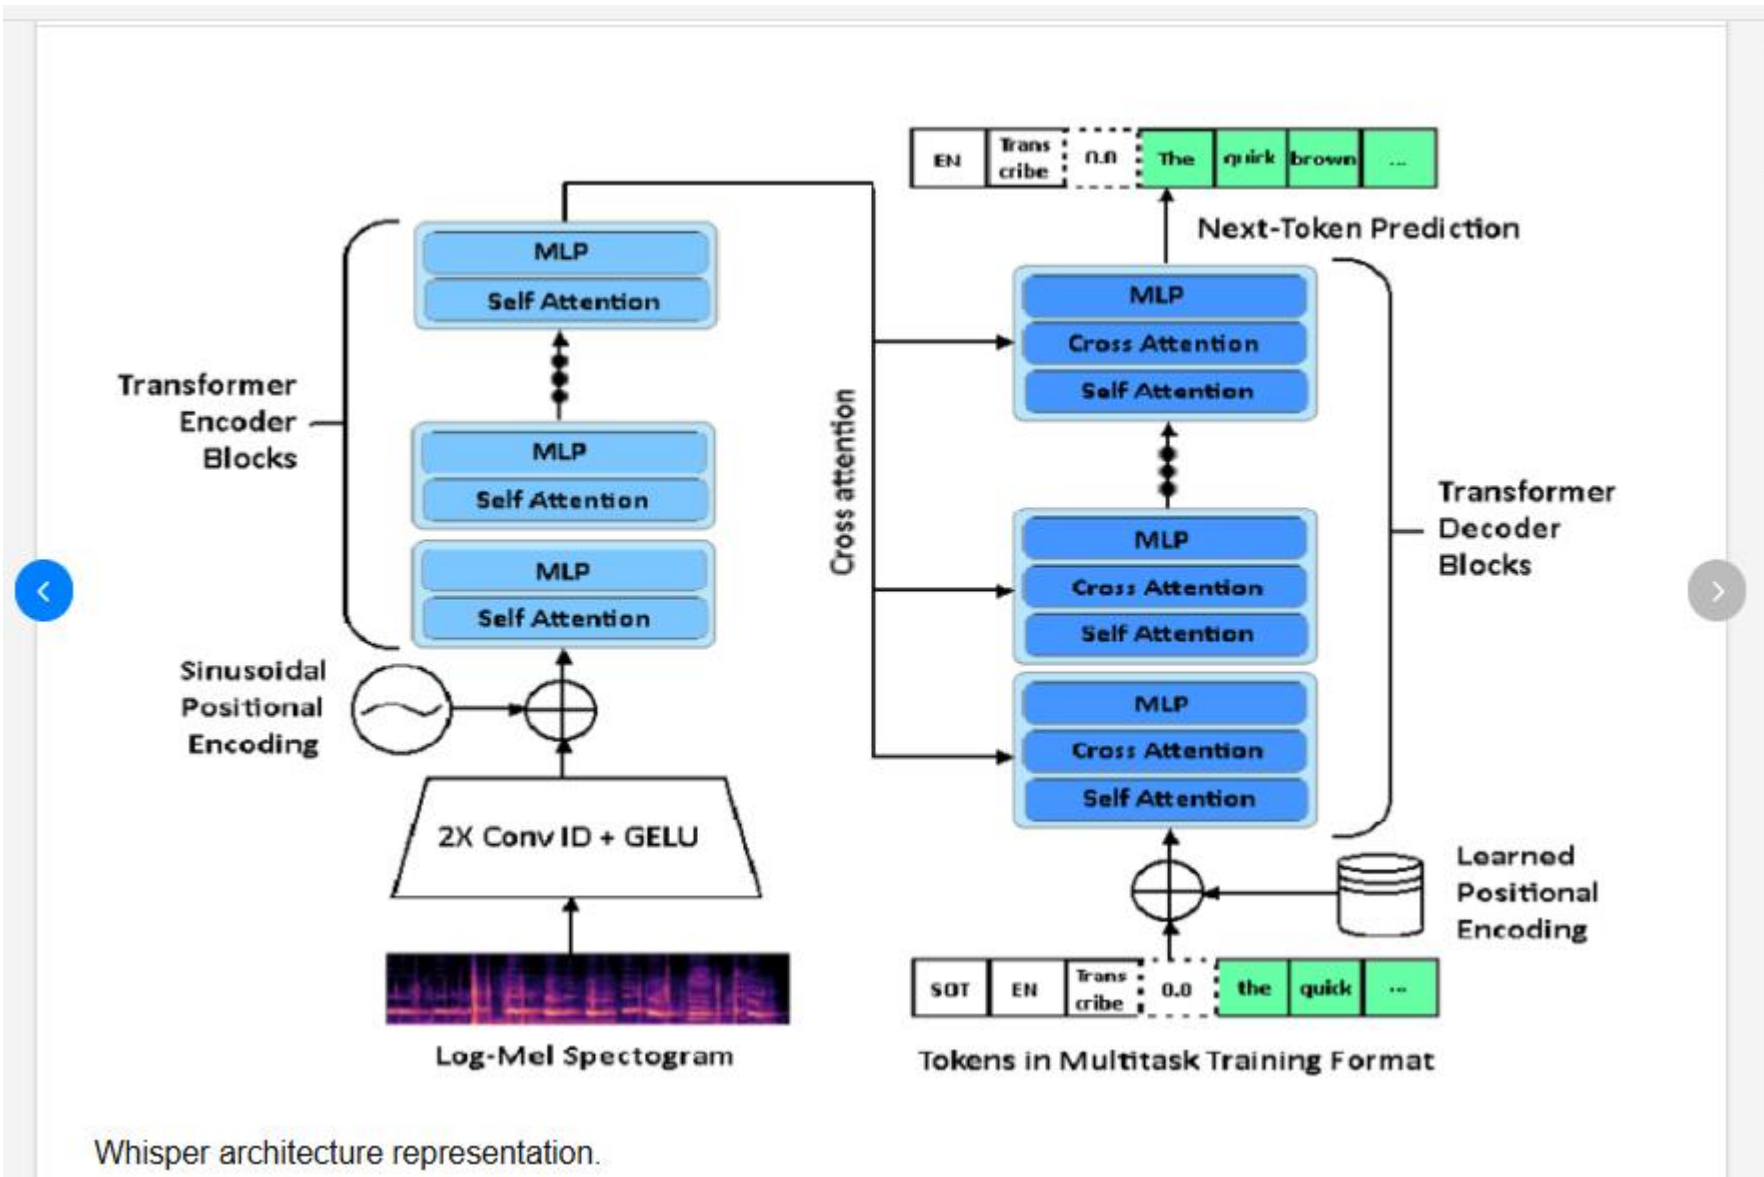 EN
Trans
cribe
0.0
The
quick
brown
...
Next-Token Prediction
MLP
Self Attention
MLP
Self Attention
MLP
Self Attention
Transformer
Encoder
Blocks
Sinusoidal
Positional
Encoding
2X Conv ID + GELU
Log-Mel Spectogram
Cross attention
MLP
Cross Attention
Self Attention
MLP
Cross Attention
Self Attention
MLP
Cross Attention
Self Attention
Transformer
Decoder
Blocks
Learned
Positional
Encoding
SOT
EN
Trans
cribe
0.0
the
quick
...
Tokens in Multitask Training Format
Whisper architecture representation.